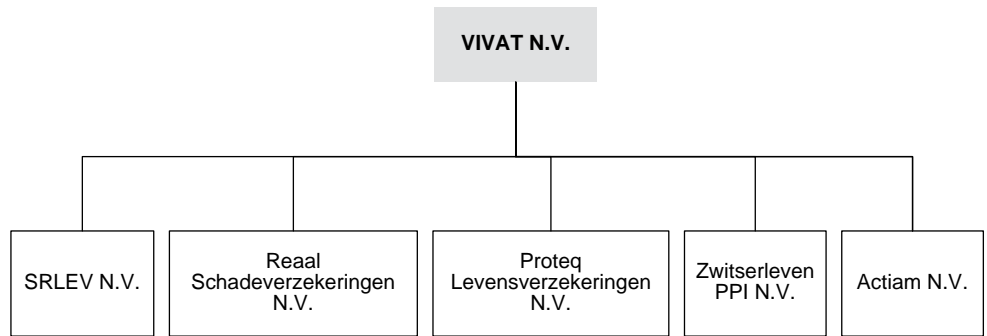 VIVAT N.V.
SRLEV N.V.
Reaal
Schadeverzekeringen
N.V.
Proteq
Levensverzekeringen
N.V.
Zwitserleven
PPI N.V.
Actiam N.V.